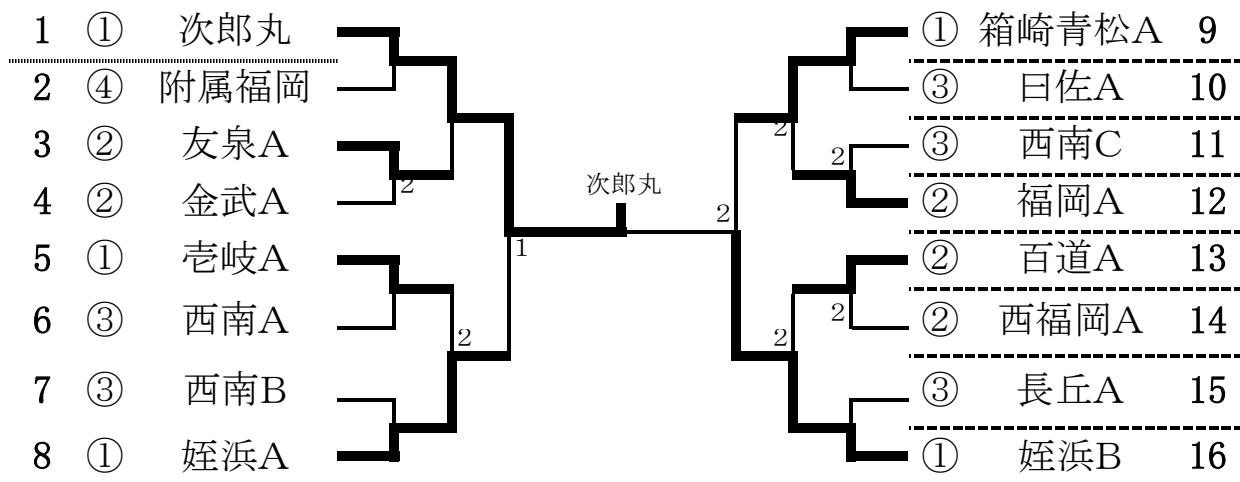 1 ① 次郎丸
2 ④ 附属福岡
3 ② 友泉A
4 ② 金武A
5 ① 壱岐A
6 ③ 西南A
7 ③ 西南B
8 ① 姪浜A
2
1
2
次郎丸
2
2
2
2
2
① 箱崎青松A 9
③ 曰佐A 10
③ 西南C 11
② 福岡A 12
② 百道A 13
② 西福岡A 14
③ 長丘A 15
① 姪浜B 16